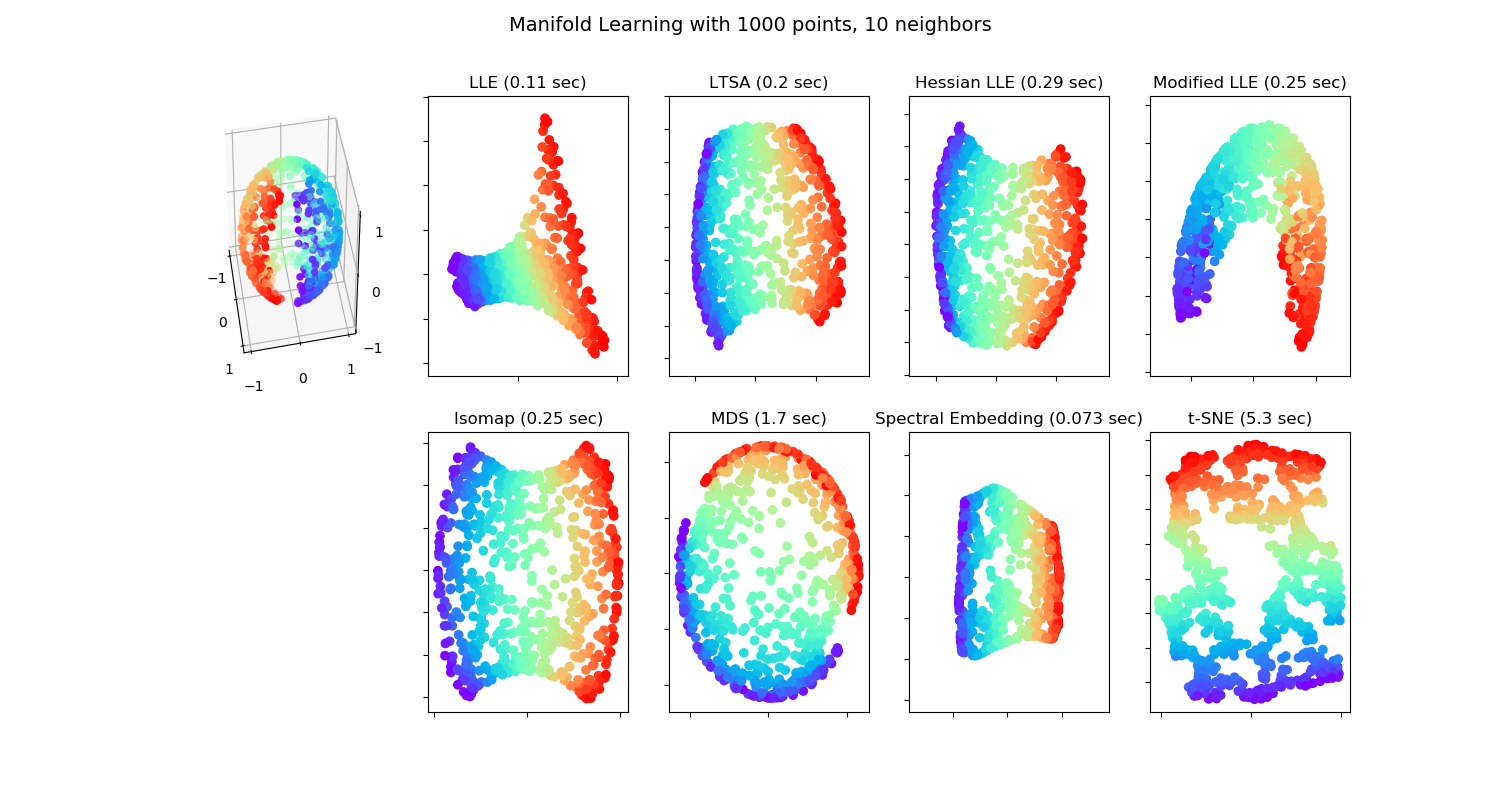 Manifold Learning with 1000 points, 10 neighbors
LLE (0.11 sec)
LTSA (0.2 sec)
Hessian LLE (0.29 sec)
Modified LLE (0.25 sec)
1
0
−1
−1
0
1
−1
0
1
Isomap (0.25 sec)
MDS (1.7 sec)
Spectral Embedding (0.073 sec)
t-SNE (5.3 sec)